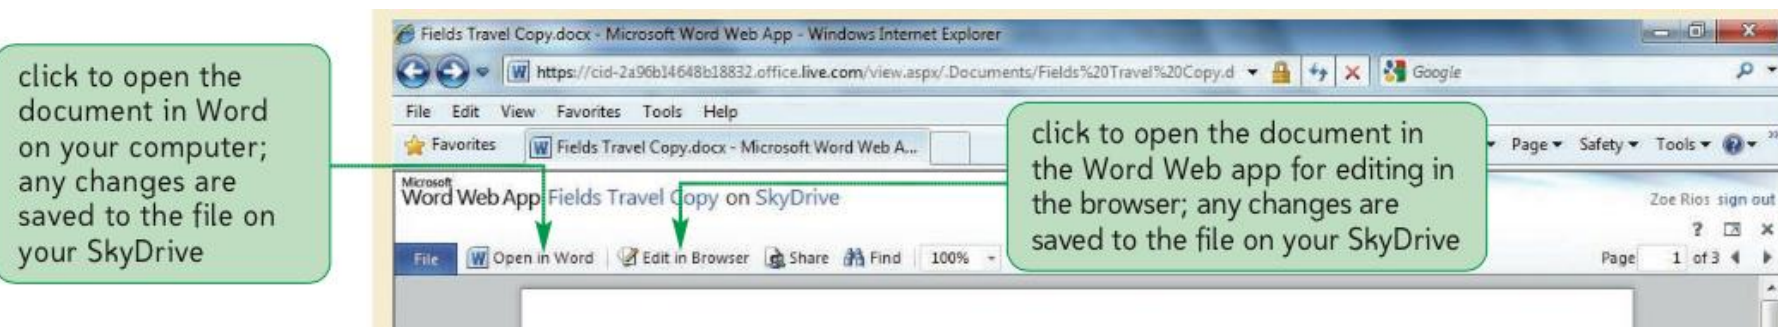 click to open the
document in Word
on your computer;
any changes are
saved to the file on
your SkyDrive
Fields Travel Copy.docx - Microsoft Word Web App - Windows Internet Explorer
https://cid-2a96b14648b18832.office.live.com/view.aspx/.Documents/Fields%20Travel%20Copy.d
Google
File Edit View Favorites Tools Help
Favorites
Fields Travel Copy.docx - Microsoft Word Web A...
Page Safety Tools
click to open the document in
the Word Web app for editing in
the browser; any changes are
saved to the file on your SkyDrive
Microsoft
Word Web App Fields Travel Copy on SkyDrive
Zoe Rios sign out
File Open in Word Edit in Browser Share Find 100%
Page 1 of 3